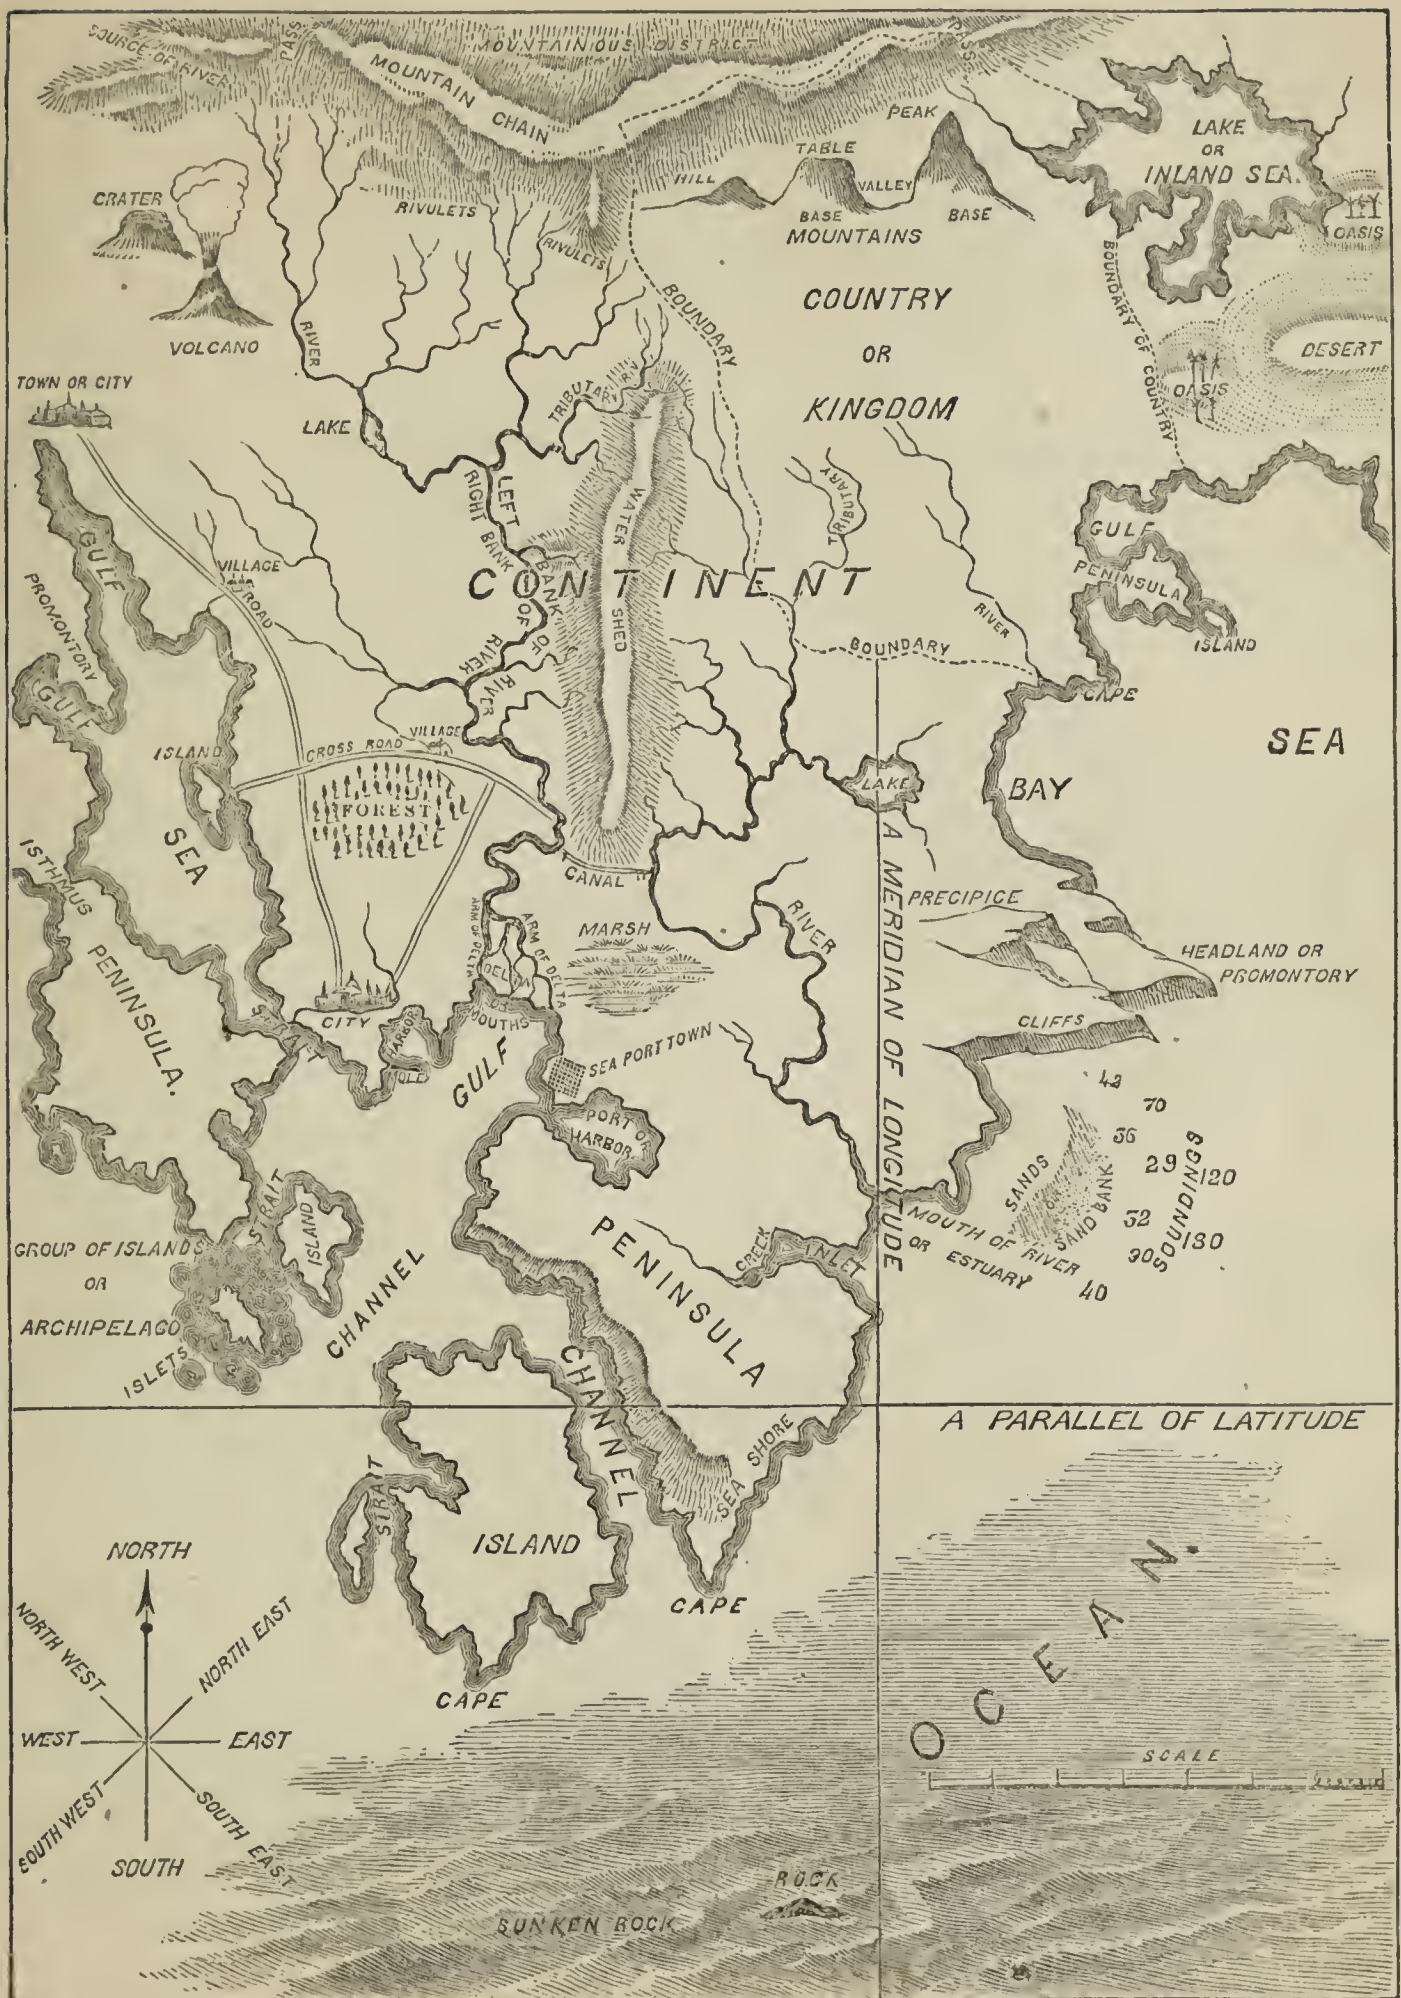 SOURCE OF RIVER
PASS
MOUNTAINIOUS DISTRICT
PASS
MOUNTAIN
CHAIN
PEAK
LAKE
OR
INLAND SEA.
TABLE
HILL
VALLEY
BASE
BASE
MOUNTAINS
CRATER
RIVULETS
RIVULETS
OASIS
BOUNDARY OF COUNTRY
BOUNDARY
COUNTRY
OR
KINGDOM
VOLCANO
RIVER
DESERT
OASIS
TOWN OR CITY
LAKE
TRIBUTARY RIV.
RIGHT BANK OF RIVER
LEFT BANK OF RIVER
WATER SHED
TRIBUTARY
GULF
PROMONTORY
VILLAGE
ROAD
CONTINENT
RIVER
GULF
PENINSULA
ISLAND
BOUNDARY
CAPE
SEA
GULF
ISLAND
CROSS ROAD
VILLAGE
FOREST
LAKE
BAY
SEA
ISTHMUS
CANAL
A MERIDIAN OF LONGITUDE
PRECIPICE
RIVER
PENINSULA.
ARM OF DELTA
ARM OF DELTA
DELTA
MARSH
HEADLAND OR
PROMONTORY
CITY
STRAIT
HARBOR
MOLE
OR
MOUTHS
GULF
SEA PORT TOWN
CLIFFS
PORT OR
HARBOR.
42
70
36
29
120
32
90
130
40
SOUNDINGS
SANDS
OR
SAND BANK
MOUTH OF RIVER
OR ESTUARY
CREEK
INLET
STRAIT
ISLAND
GROUP OF ISLANDS
OR
ARCHIPELAGO
ISLETS
CHANNEL
PENINSULA
CHANNEL
SEA SHORE
A PARALLEL OF LATITUDE
STRAIT
ISLAND
CAPE
CAPE
OCEAN.
NORTH
NORTH WEST
NORTH EAST
WEST
EAST
SOUTH WEST
SOUTH EAST
SOUTH
SCALE
ROCK
SUNKEN ROCK